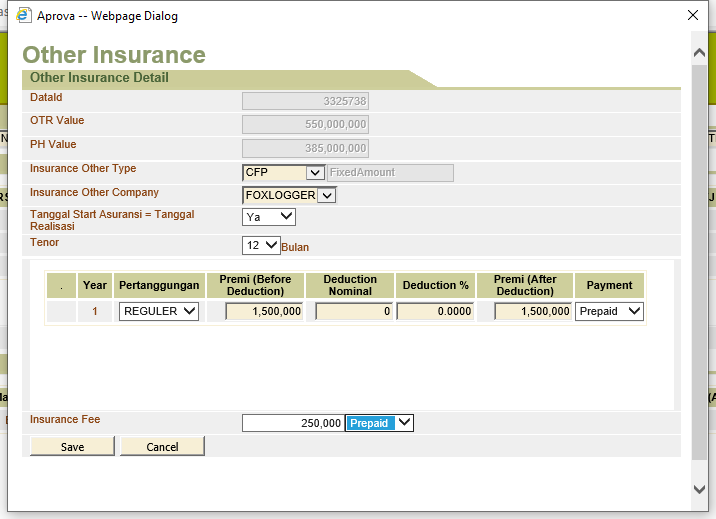 Aprova -- Webpage Dialog
Other Insurance
Other Insurance Detail
DataId 3325738
OTR Value 550,000,000
PH Value 385,000,000
Insurance Other Type CFP FixedAmount
Insurance Other Company FOXLOGGER
Tanggal Start Asuransi = Tanggal
Realisasi Ya
Tenor 12 Bulan
. Year Pertanggungan Premi (Before
Deduction) Deduction
Nominal Deduction % Premi (After
Deduction) Payment
1 REGULER 1,500,000 0 0.0000 1,500,000 Prepaid
Insurance Fee 250,000 Prepaid
Save Cancel